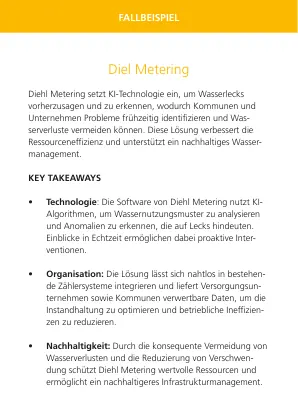 FALLBEISPIEL
Diel Metering
Diehl Metering setzt KI-Technologie ein, um Wasserlecks
vorherzusagen und zu erkennen, wodurch Kommunen und
Unternehmen Probleme frühzeitig identifizieren und Was-
serverluste vermeiden können. Diese Lösung verbessert die
Ressourceneffizienz und unterstützt ein nachhaltiges Wasser-
management.
KEY TAKEAWAYS
• Technologie: Die Software von Diehl Metering nutzt KI-
Algorithmen, um Wassernutzungsmuster zu analysieren
und Anomalien zu erkennen, die auf Lecks hindeuten.
Einblicke in Echtzeit ermöglichen dabei proaktive Inter-
ventionen.
• Organisation: Die Lösung lässt sich nahtlos in bestehen-
de Zählersysteme integrieren und liefert Versorgungsun-
ternehmen sowie Kommunen verwertbare Daten, um die
Instandhaltung zu optimieren und betriebliche Ineffizien-
zen zu reduzieren.
• Nachhaltigkeit: Durch die konsequente Vermeidung von
Wasserverlusten und die Reduzierung von Verschwen-
dung schützt Diehl Metering wertvolle Ressourcen und
ermöglicht ein nachhaltigeres Infrastrukturmanagement.